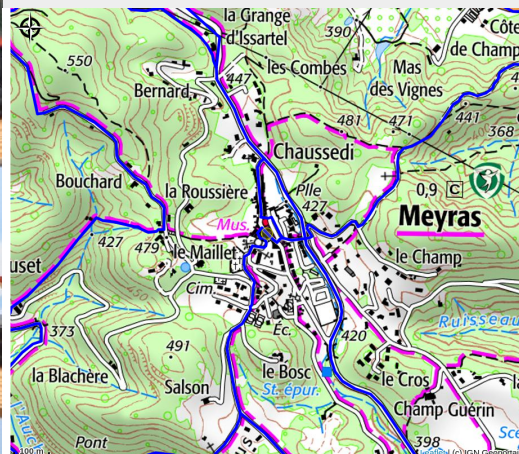 la Grange
d'Issartel
390
Côte
de Champ
550
les Combes
Mas
des Vignes
447
Bernard
481
471
441
368
Chaussedi
Bouchard
la Roussière
Plle
427
0,9 C
Meyras
Mus.
427
479
le Maillet
le Champ
Cim.
373
491
Éc.
420
Ruisseau
la Blachère
Salson
le Bosc
St. épur.
le Cros
Champ Guérin
Pont
398
100 m